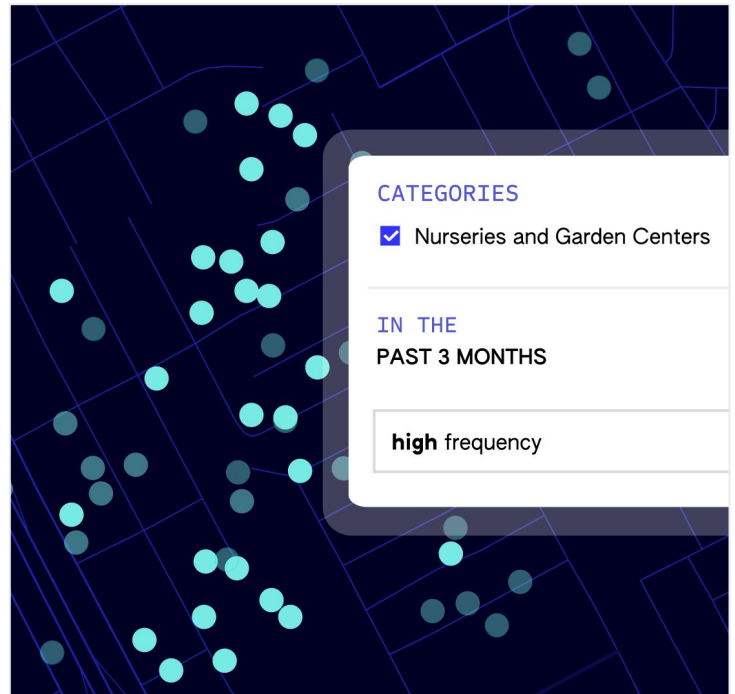 CATEGORIES
Nurseries and Garden Centers
IN THE
PAST 3 MONTHS
high frequency